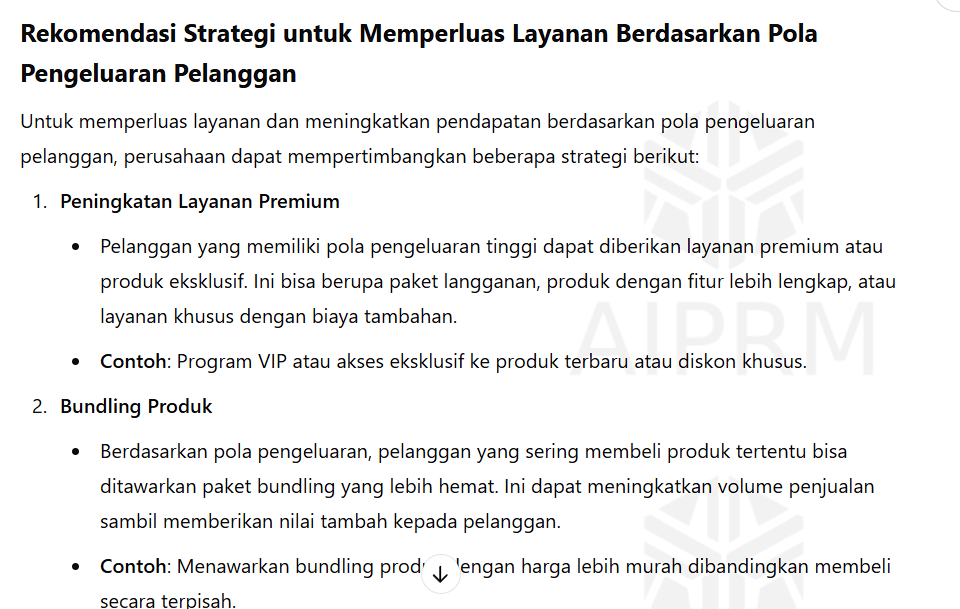 Rekomendasi Strategi untuk Memperluas Layanan Berdasarkan Pola
Pengeluaran Pelanggan
Untuk memperluas layanan dan meningkatkan pendapatan berdasarkan pola pengeluaran
pelanggan, perusahaan dapat mempertimbangkan beberapa strategi berikut:
1. Peningkatan Layanan Premium
• Pelanggan yang memiliki pola pengeluaran tinggi dapat diberikan layanan premium atau
produk eksklusif. Ini bisa berupa paket langganan, produk dengan fitur lebih lengkap, atau
layanan khusus dengan biaya tambahan.
AIPRM
• Contoh: Program VIP atau akses eksklusif ke produk terbaru atau diskon khusus.
2. Bundling Produk
• Berdasarkan pola pengeluaran, pelanggan yang sering membeli produk tertentu bisa
ditawarkan paket bundling yang lebih hemat. Ini dapat meningkatkan volume penjualan
sambil memberikan nilai tambah kepada pelanggan.
• Contoh: Menawarkan bundling harga lebih murah dibandingkan membeli
secara terpisah.